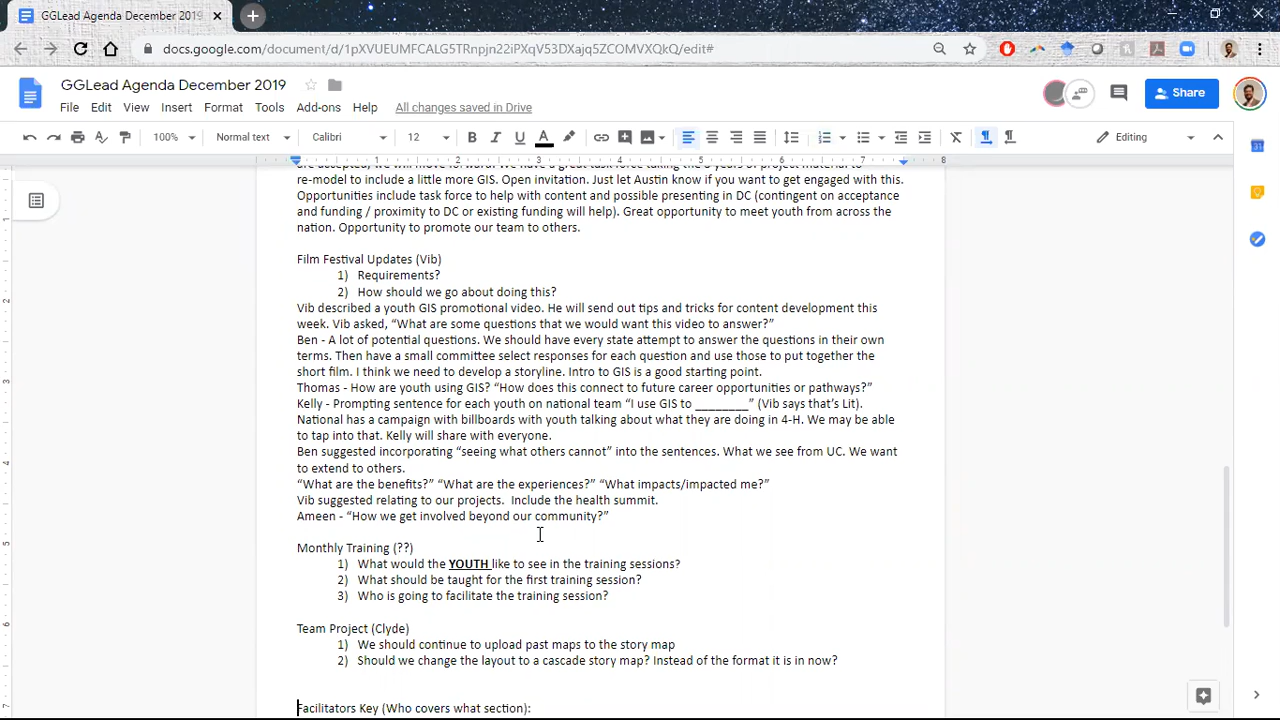 GGLead Agenda December 2019
docs.google.com/document/d/1pXVUEUMFCALG5TRnpjn22iPXqV53DXajq5ZCOMVXQkQ/edit#
GGLead Agenda December 2019
File Edit View Insert Format Tools Add-ons Help All changes saved in Drive
Share
100% Normal text Calibri 12 Editing
1 2 3 4 5 6 7 8
re-model to include a little more GIS. Open invitation. Just let Austin know if you want to get engaged with this.
Opportunities include task force to help with content and possible presenting in DC (contingent on acceptance
and funding / proximity to DC or existing funding will help). Great opportunity to meet youth from across the
nation. Opportunity to promote our team to others.
Film Festival Updates (Vib)
1) Requirements?
2) How should we go about doing this?
Vib described a youth GIS promotional video. He will send out tips and tricks for content development this
week. Vib asked, “What are some questions that we would want this video to answer?”
Ben - A lot of potential questions. We should have every state attempt to answer the questions in their own
terms. Then have a small committee select responses for each question and use those to put together the
short film. I think we need to develop a storyline. Intro to GIS is a good starting point.
Thomas - How are youth using GIS? “How does this connect to future career opportunities or pathways?”
Kelly - Prompting sentence for each youth on national team “I use GIS to ________” (Vib says that’s Lit).
National has a campaign with billboards with youth talking about what they are doing in 4-H. We may be able
to tap into that. Kelly will share with everyone.
Ben suggested incorporating “seeing what others cannot” into the sentences. What we see from UC. We want
to extend to others.
“What are the benefits?” “What are the experiences?” “What impacts/impacted me?”
Vib suggested relating to our projects. Include the health summit.
Ameen - “How we get involved beyond our community?”
Monthly Training (??)
1) What would the YOUTH like to see in the training sessions?
2) What should be taught for the first training session?
3) Who is going to facilitate the training session?
Team Project (Clyde)
1) We should continue to upload past maps to the story map
2) Should we change the layout to a cascade story map? Instead of the format it is in now?
Facilitators Key (Who covers what section):